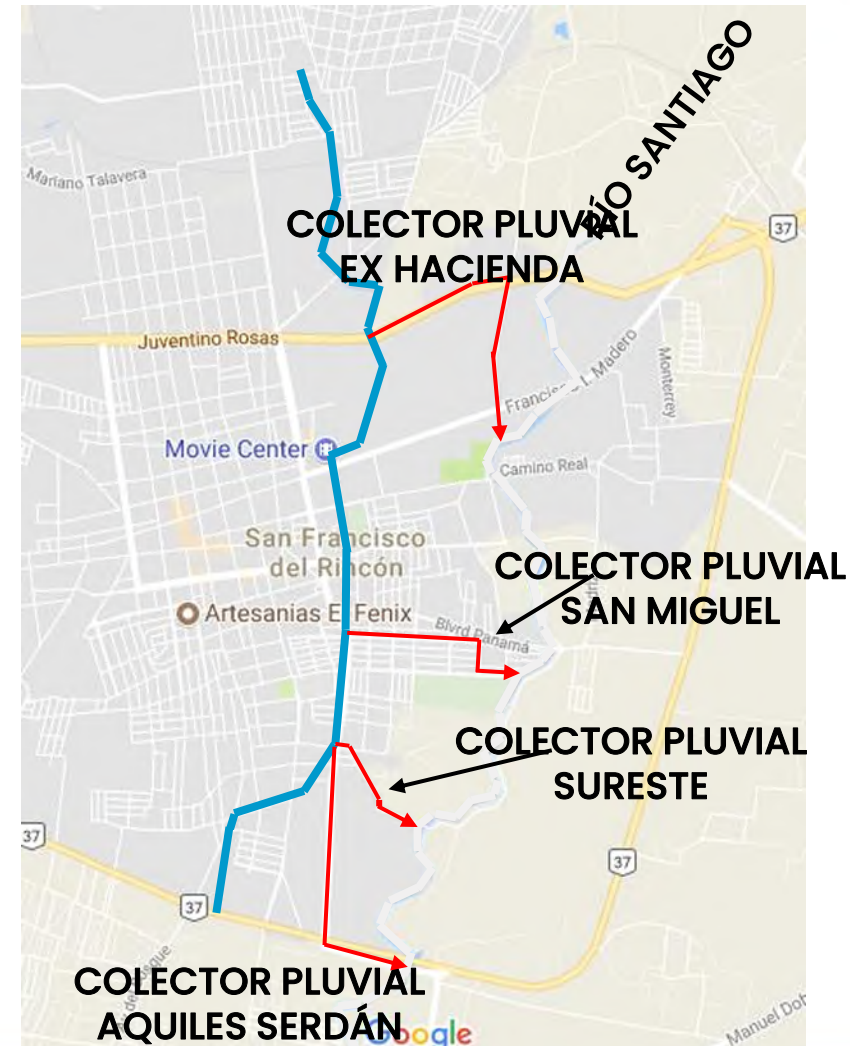 RÍO SANTIAGO
Mariano Talavera
COLECTOR PLUVIAL
EX HACIENDA
37
Juventino Rosas
Francisco I. Madero
Monterrey
Movie Center
Camino Real
San Francisco
del Rincón
COLECTOR PLUVIAL
SAN MIGUEL
Artesanias El Fenix
Blvrd Panamá
COLECTOR PLUVIAL
SURESTE
37
37
37
COLECTOR PLUVIAL
AQUILES SERDÁN
Google
Manuel Dob